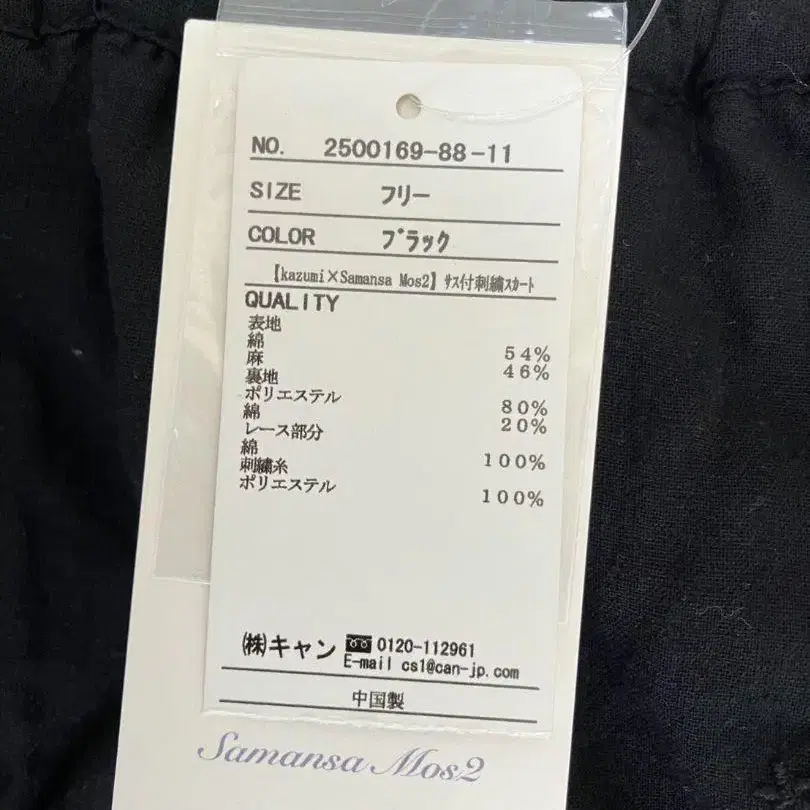 NO. 2500169-88-11
SIZE フリー
COLOR ブラック
【kazumi×Samansa Mos2】ｻｽ付刺繍ｽｶｰﾄ
QUALITY
表地
綿 54%
麻 46%
裏地
ポリエステル 80%
綿 20%
レース部分
綿 100%
刺繍糸
ポリエステル 100%
㈱キャン 0120-112961
E-mail cs1@can-jp.com
中国製
Samansa Mos2